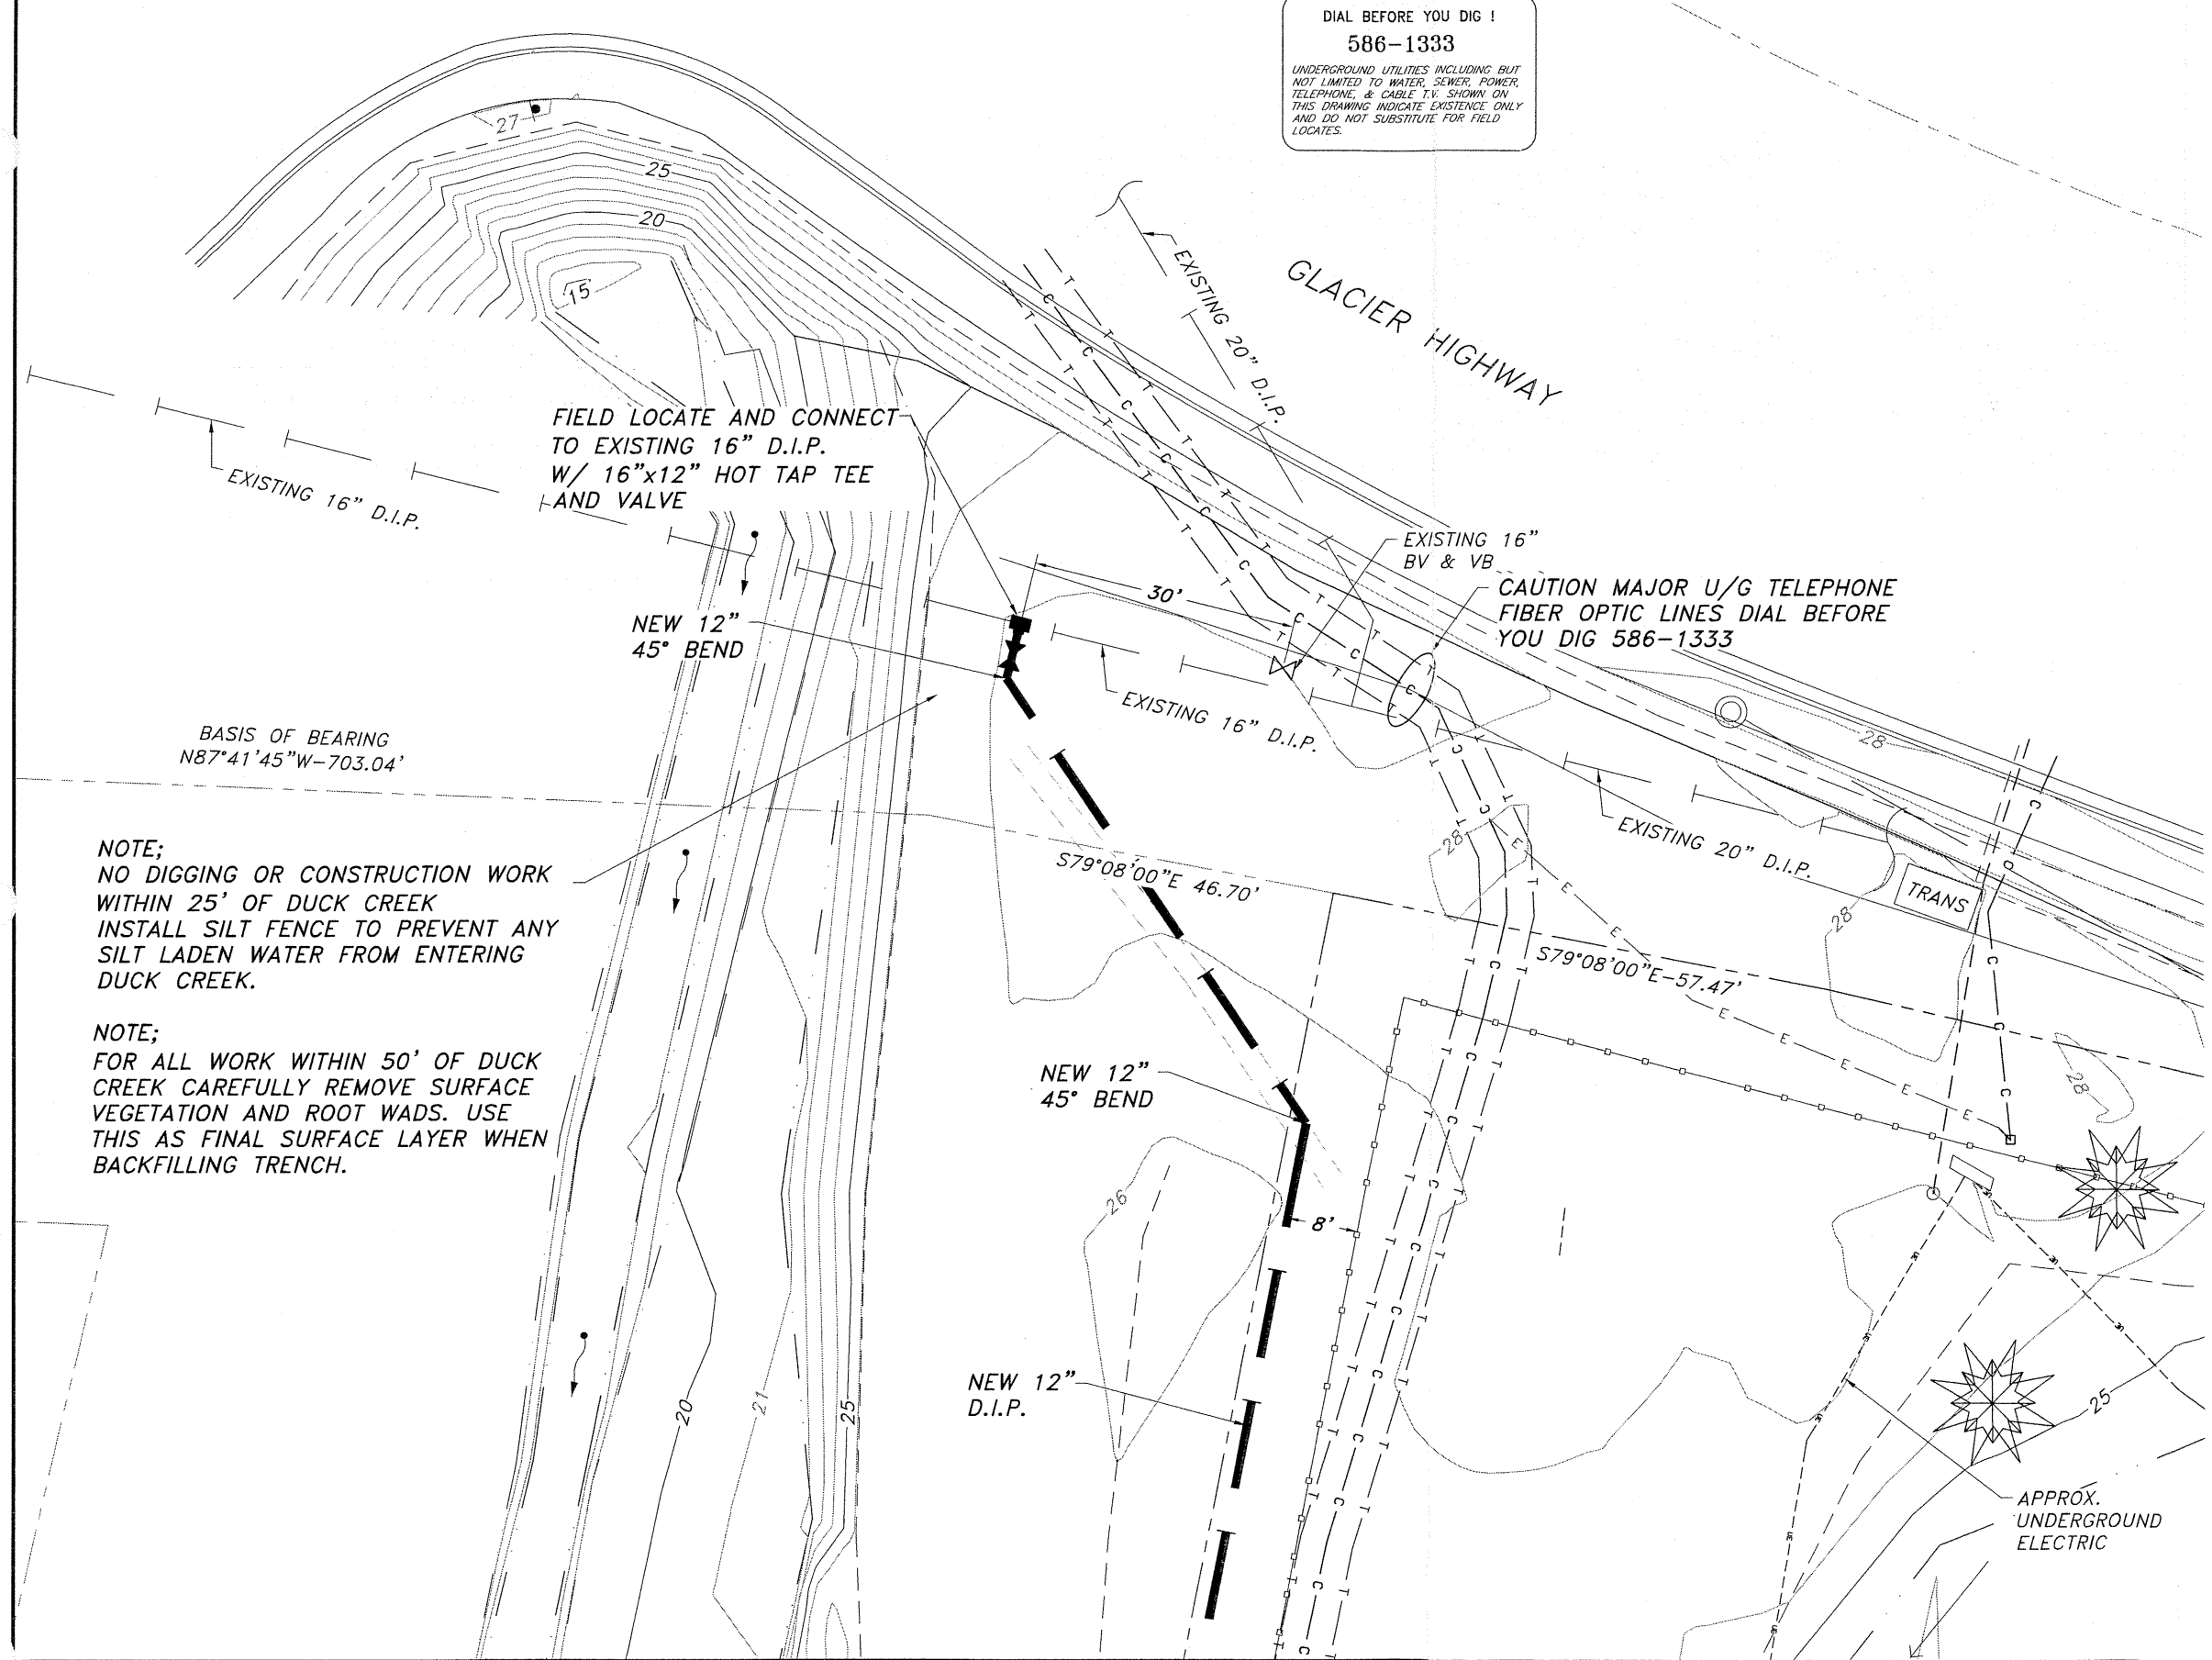 DIAL BEFORE YOU DIG !
586-1333
UNDERGROUND UTILITIES INCLUDING BUT
NOT LIMITED TO WATER, SEWER, POWER,
TELEPHONE, & CABLE T.V. SHOWN ON
THIS DRAWING INDICATE EXISTENCE ONLY
AND DO NOT SUBSTITUTE FOR FIELD
LOCATES.
27
25
20
15
EXISTING 20" D.I.P.
GLACIER HIGHWAY
FIELD LOCATE AND CONNECT
TO EXISTING 16" D.I.P.
W/ 16"x12" HOT TAP TEE
AND VALVE
EXISTING 16" D.I.P.
EXISTING 16"
BV & VB
30'
CAUTION MAJOR U/G TELEPHONE
FIBER OPTIC LINES DIAL BEFORE
YOU DIG 586-1333
NEW 12"
45° BEND
EXISTING 16" D.I.P.
28
BASIS OF BEARING
N87°41'45"W-703.04'
EXISTING 20" D.I.P.
28
TRANS
28
S79°08'00"E 46.70'
S79°08'00"E-57.47'
NOTE;
NO DIGGING OR CONSTRUCTION WORK
WITHIN 25' OF DUCK CREEK
INSTALL SILT FENCE TO PREVENT ANY
SILT LADEN WATER FROM ENTERING
DUCK CREEK.
NOTE;
FOR ALL WORK WITHIN 50' OF DUCK
CREEK CAREFULLY REMOVE SURFACE
VEGETATION AND ROOT WADS. USE
THIS AS FINAL SURFACE LAYER WHEN
BACKFILLING TRENCH.
NEW 12"
45° BEND
28
26
8'
NEW 12"
D.I.P.
20
21
25
25
APPROX.
UNDERGROUND
ELECTRIC